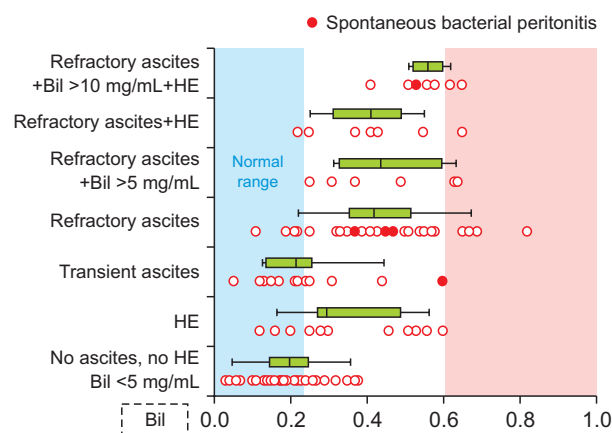 Spontaneous bacterial peritonitis
Refractory ascites
+Bil >10 mg/mL+HE
Refractory ascites+HE
Refractory ascites
+Bil >5 mg/mL
Normal
range
Refractory ascites
Transient ascites
HE
No ascites, no HE
Bil <5 mg/mL
Bil
0.0 0.2 0.4 0.6 0.8 1.0